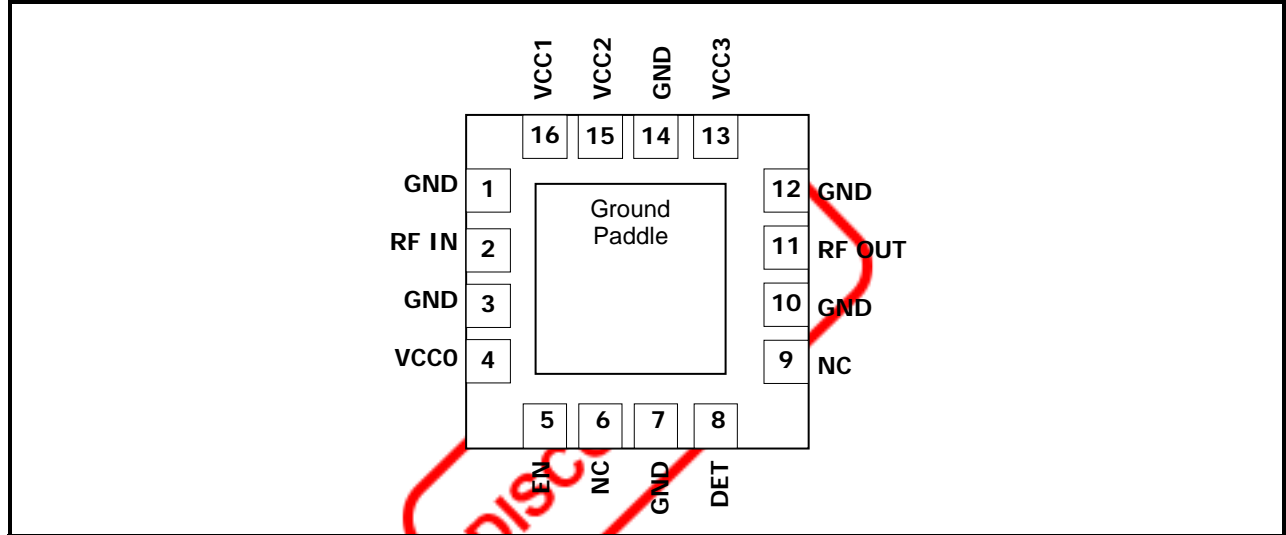 VCC1 VCC2 GND VCC3
16 15 14 13
GND 1
RF IN 2
GND 3
VCC0 4
Ground
Paddle
12 GND
11 RF OUT
10 GND
9 NC
5 6 7 8
EN NC GND DET